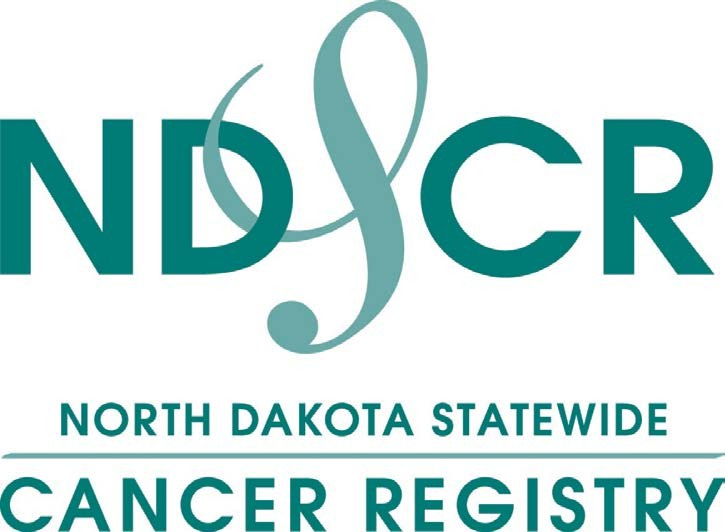 NDSCR
NORTH DAKOTA STATEWIDE
CANCER REGISTRY